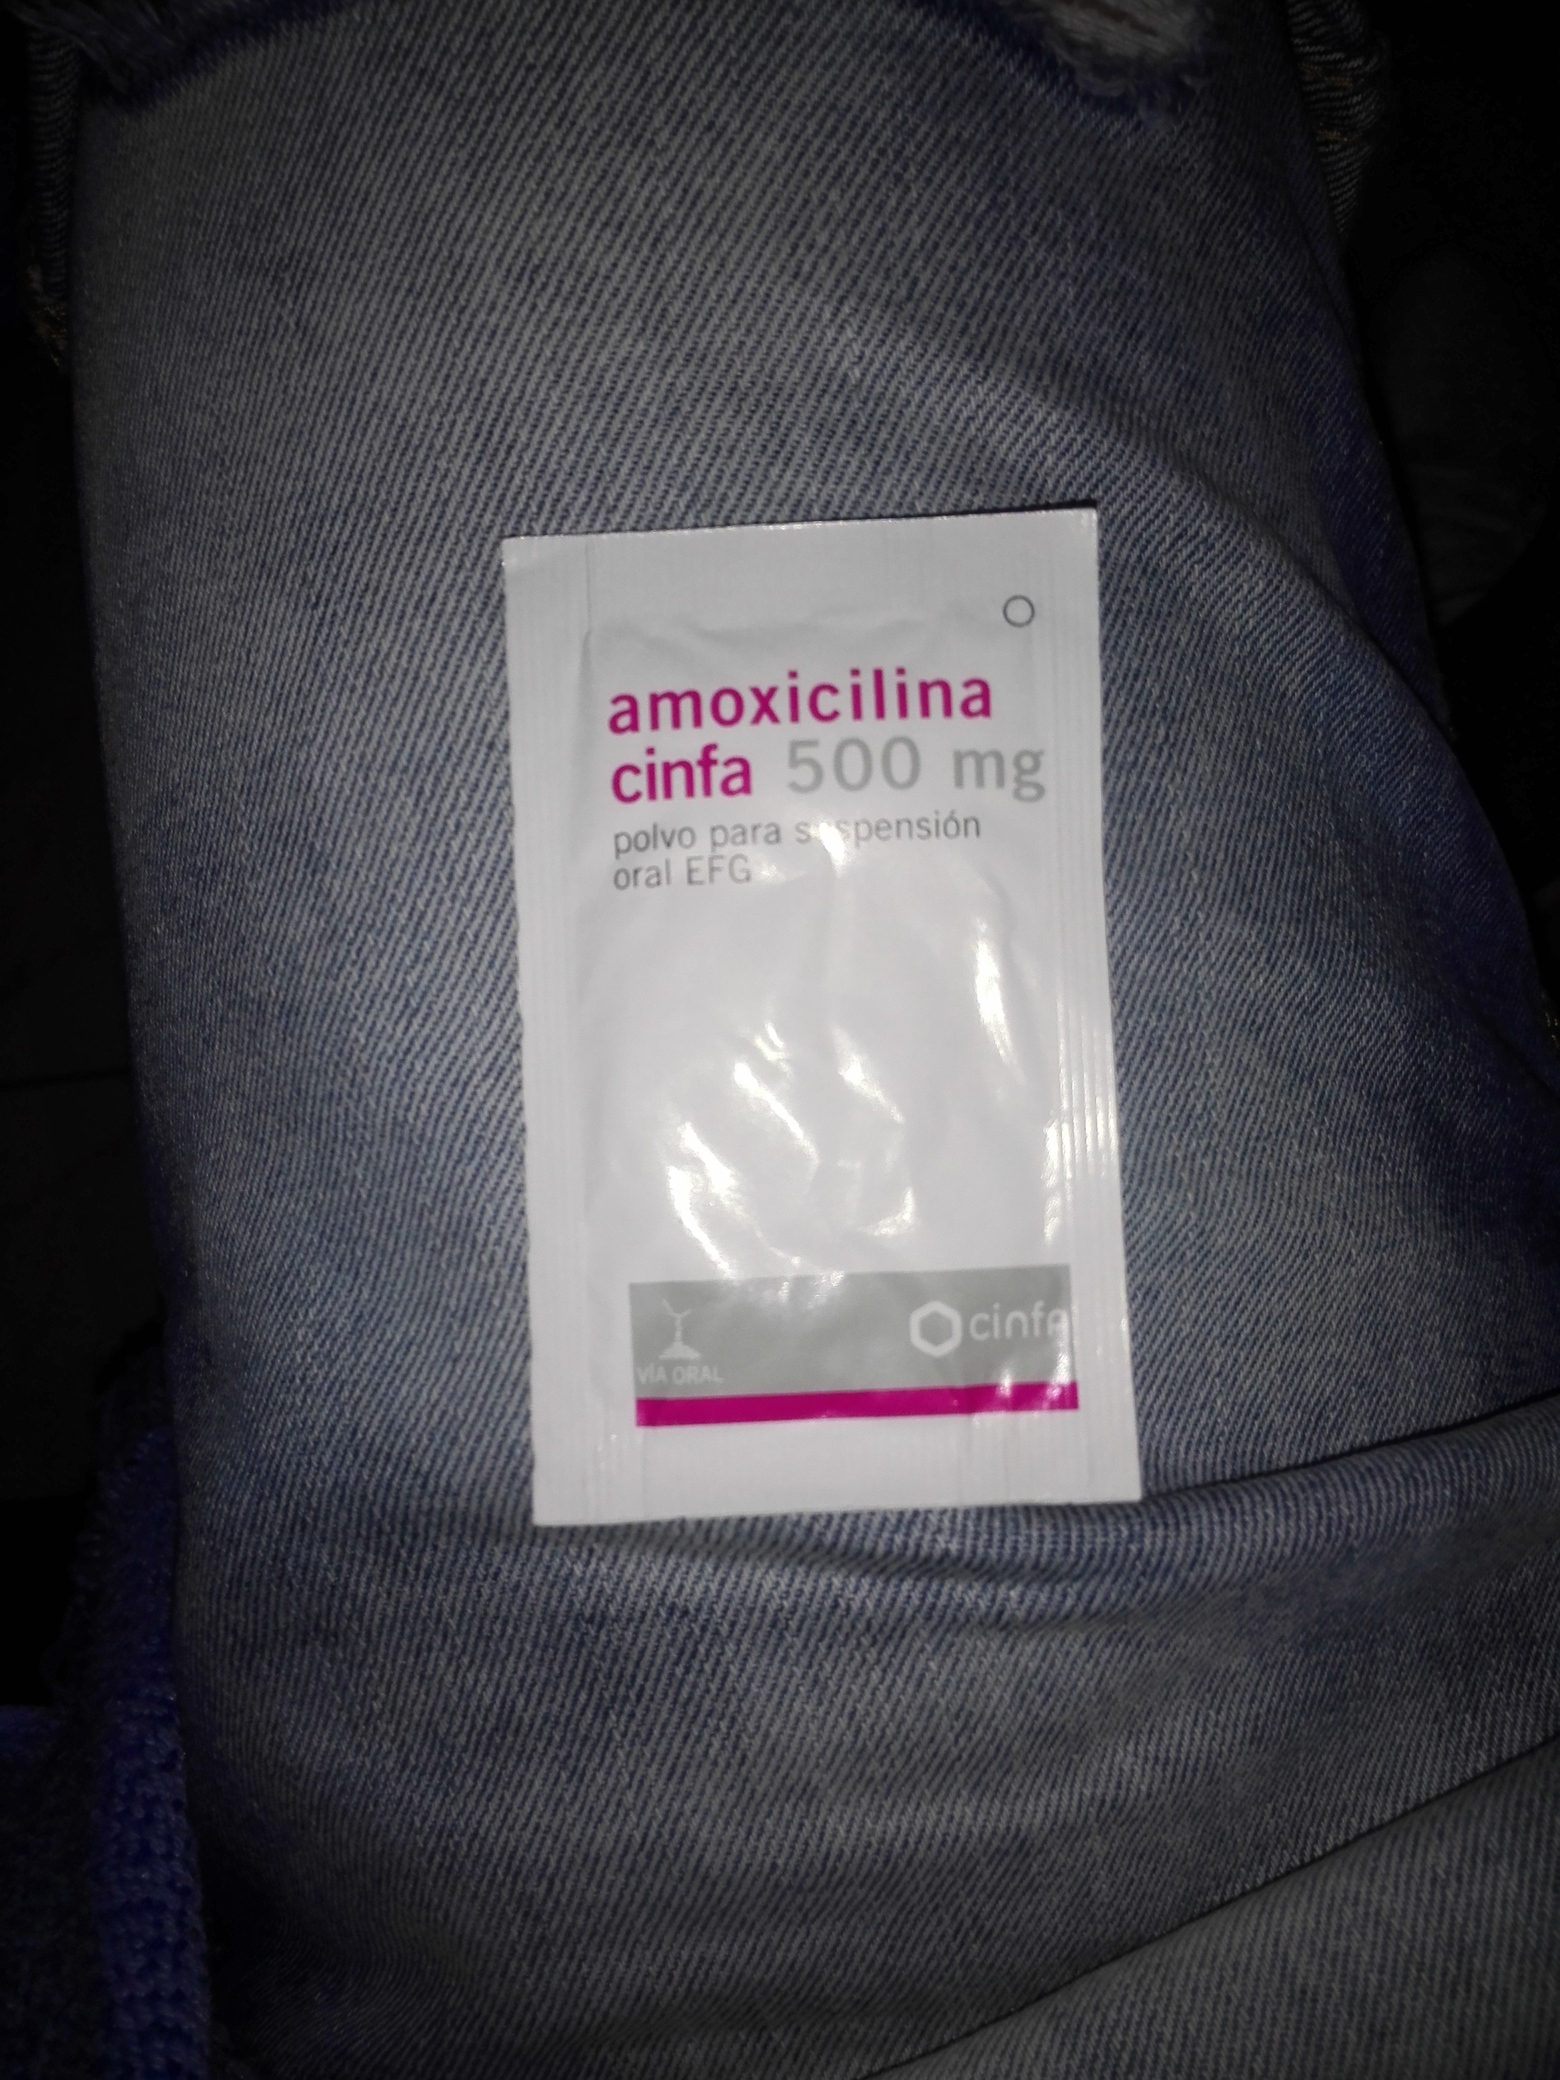 amoxicilina
cinfa 500 mg
polvo para suspensión
oral EFG
VÍA ORAL
cinfa